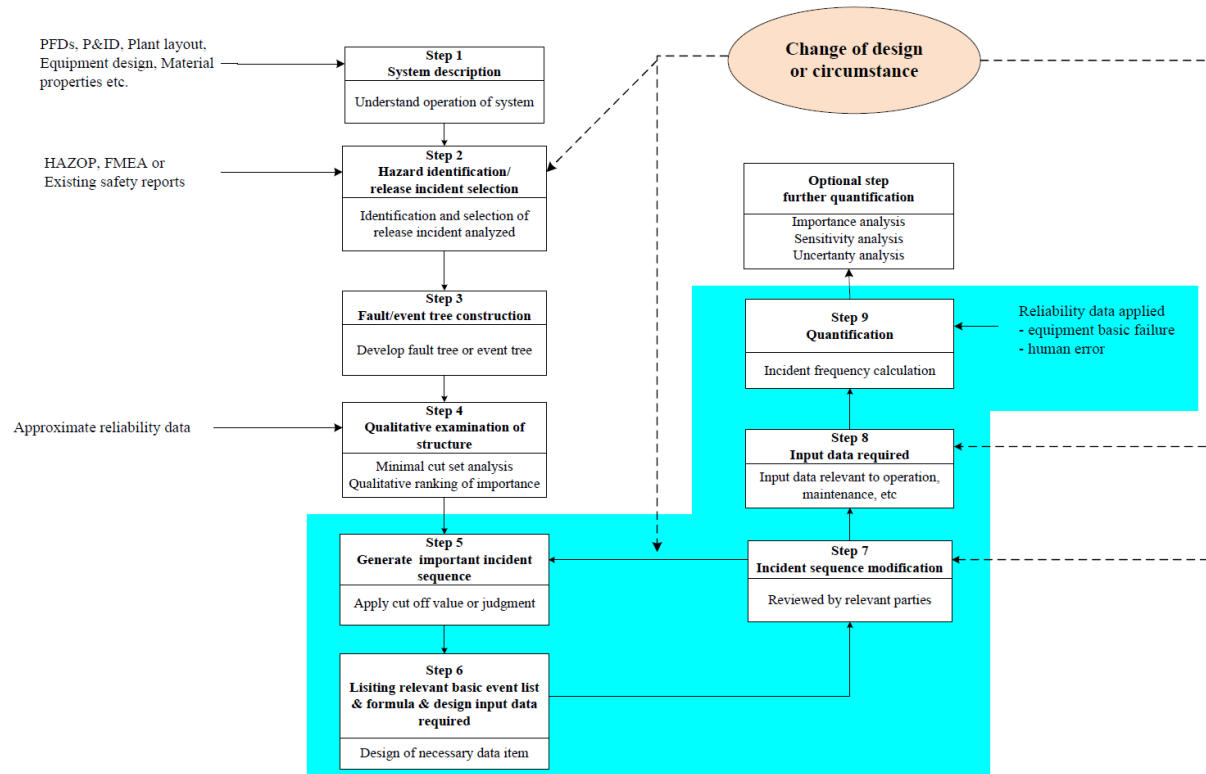 PFDs, P&ID, Plant layout,
Equipment design, Material
properties etc.
Step 1
System description
Understand operation of system
Change of design
or circumstance
HAZOP, FMEA or
Existing safety reports
Step 2
Hazard identification/
release incident selection
Identification and selection of
release incident analyzed
Optional step
further quantification
Importance analysis
Sensitivity analysis
Uncertanty analysis
Step 3
Fault/event tree construction
Develop fault tree or event tree
Step 9
Quantification
Incident frequency calculation
Reliability data applied
- equipment basic failure
- human error
Approximate reliability data
Step 4
Qualitative examination of
structure
Minimal cut set analysis
Qualitative ranking of importance
Step 8
Input data required
Input data relevant to operation,
maintenance, etc
Step 5
Generate important incident
sequence
Apply cut off value or judgment
Step 7
Incident sequence modification
Reviewed by relevant parties
Step 6
Lisiting relevant basic event list
& formula & design input data
required
Design of necessary data item